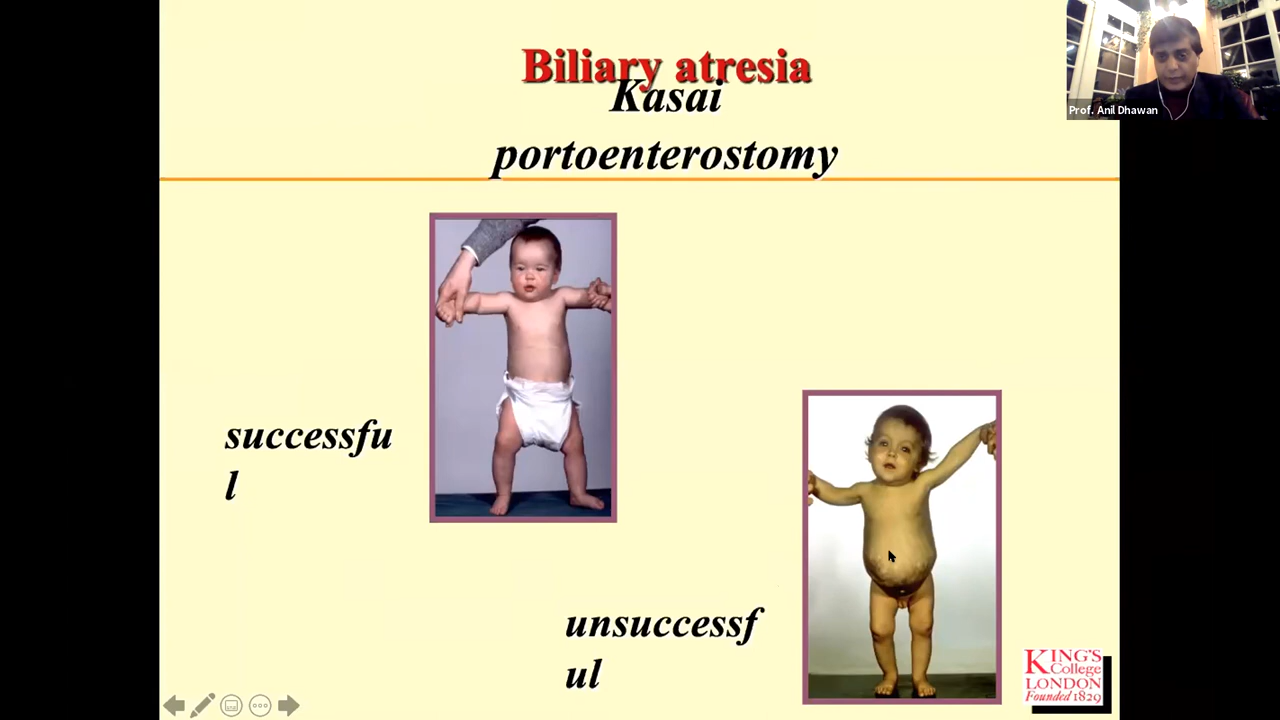 Biliary atresia
Kasai
portoenterostomy
Prof. Anil Dhawan
successfu
l
unsuccessf
ul
KING'S
College
LONDON
Founded 1829